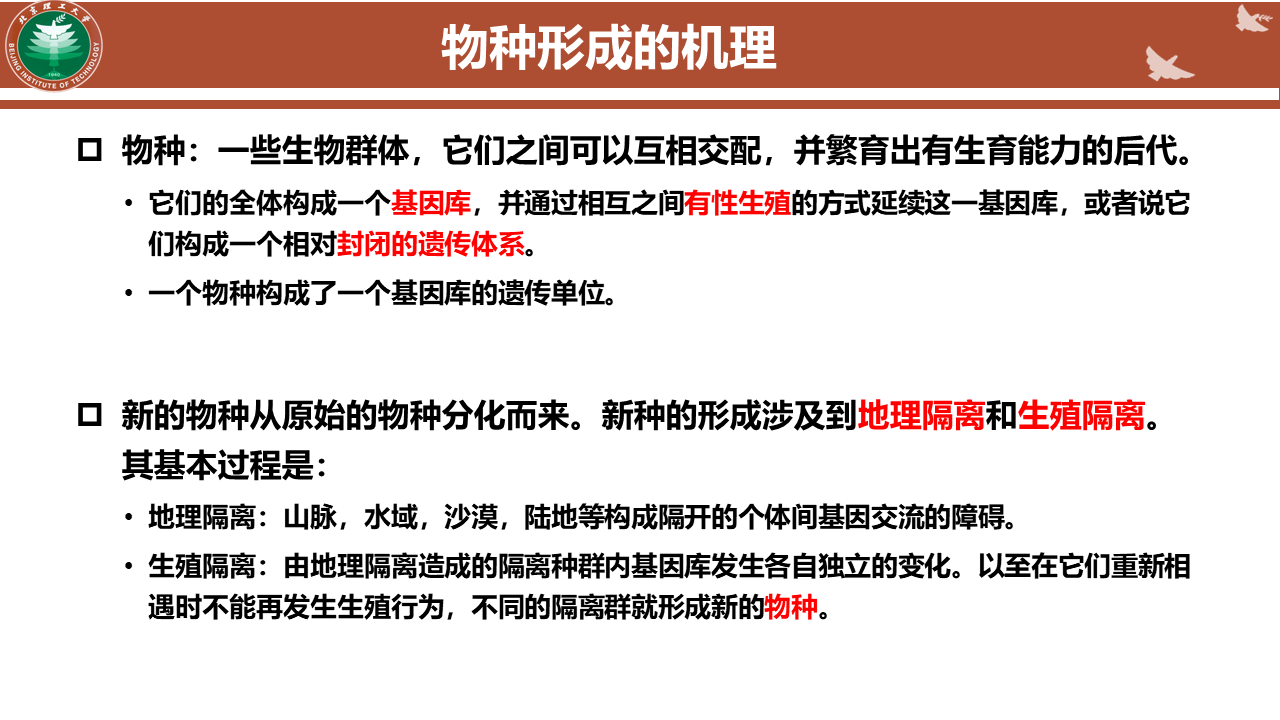 北京理工大学
BEIJING INSTITUTE OF TECHNOLOGY
1940
物种形成的机理
物种：一些生物群体，它们之间可以互相交配，并繁育出有生育能力的后代。
• 它们的全体构成一个基因库，并通过相互之间有性生殖的方式延续这一基因库，或者说它
们构成一个相对封闭的遗传体系。
• 一个物种构成了一个基因库的遗传单位。
新的物种从原始的物种分化而来。新种的形成涉及到地理隔离和生殖隔离。
其基本过程是：
• 地理隔离：山脉，水域，沙漠，陆地等构成隔开的个体间基因交流的障碍。
• 生殖隔离：由地理隔离造成的隔离种群内基因库发生各自独立的变化。以至在它们重新相
遇时不能再发生生殖行为，不同的隔离群就形成新的物种。